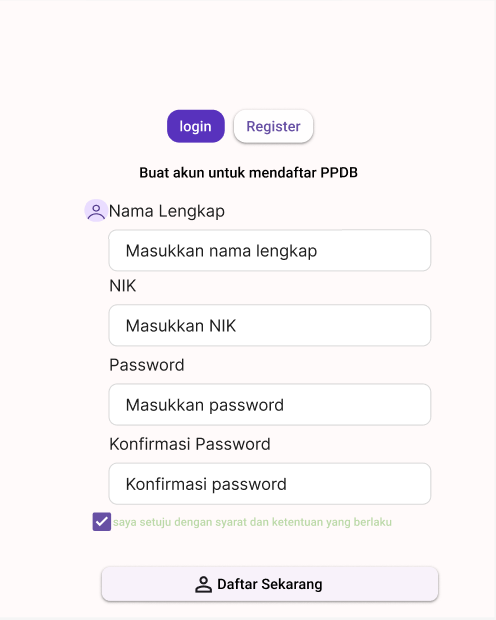 login Register
Buat akun untuk mendaftar PPDB
Nama Lengkap
Masukkan nama lengkap
NIK
Masukkan NIK
Password
Masukkan password
Konfirmasi Password
Konfirmasi password
saya setuju dengan syarat dan ketentuan yang berlaku
Daftar Sekarang